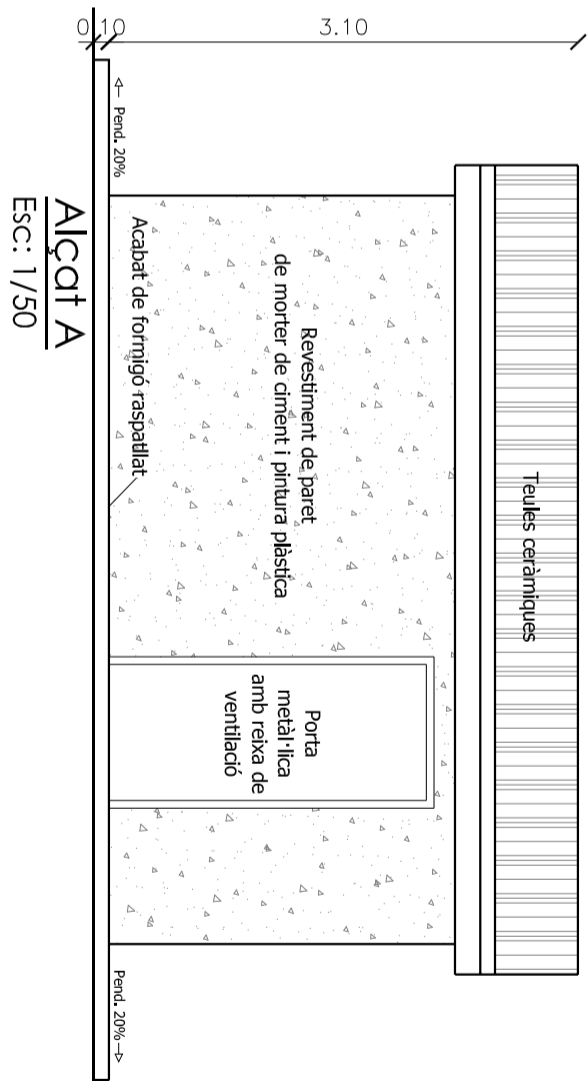 0.10
3.10
Teules ceràmiques
Revestiment de paret
de morter de ciment i pintura plàstica
Porta
metàl·lica
amb reixa de
ventilació
Acabat de formigó raspatllat
Pend. 20%
Pend. 20%
Alçat A
Esc: 1/50